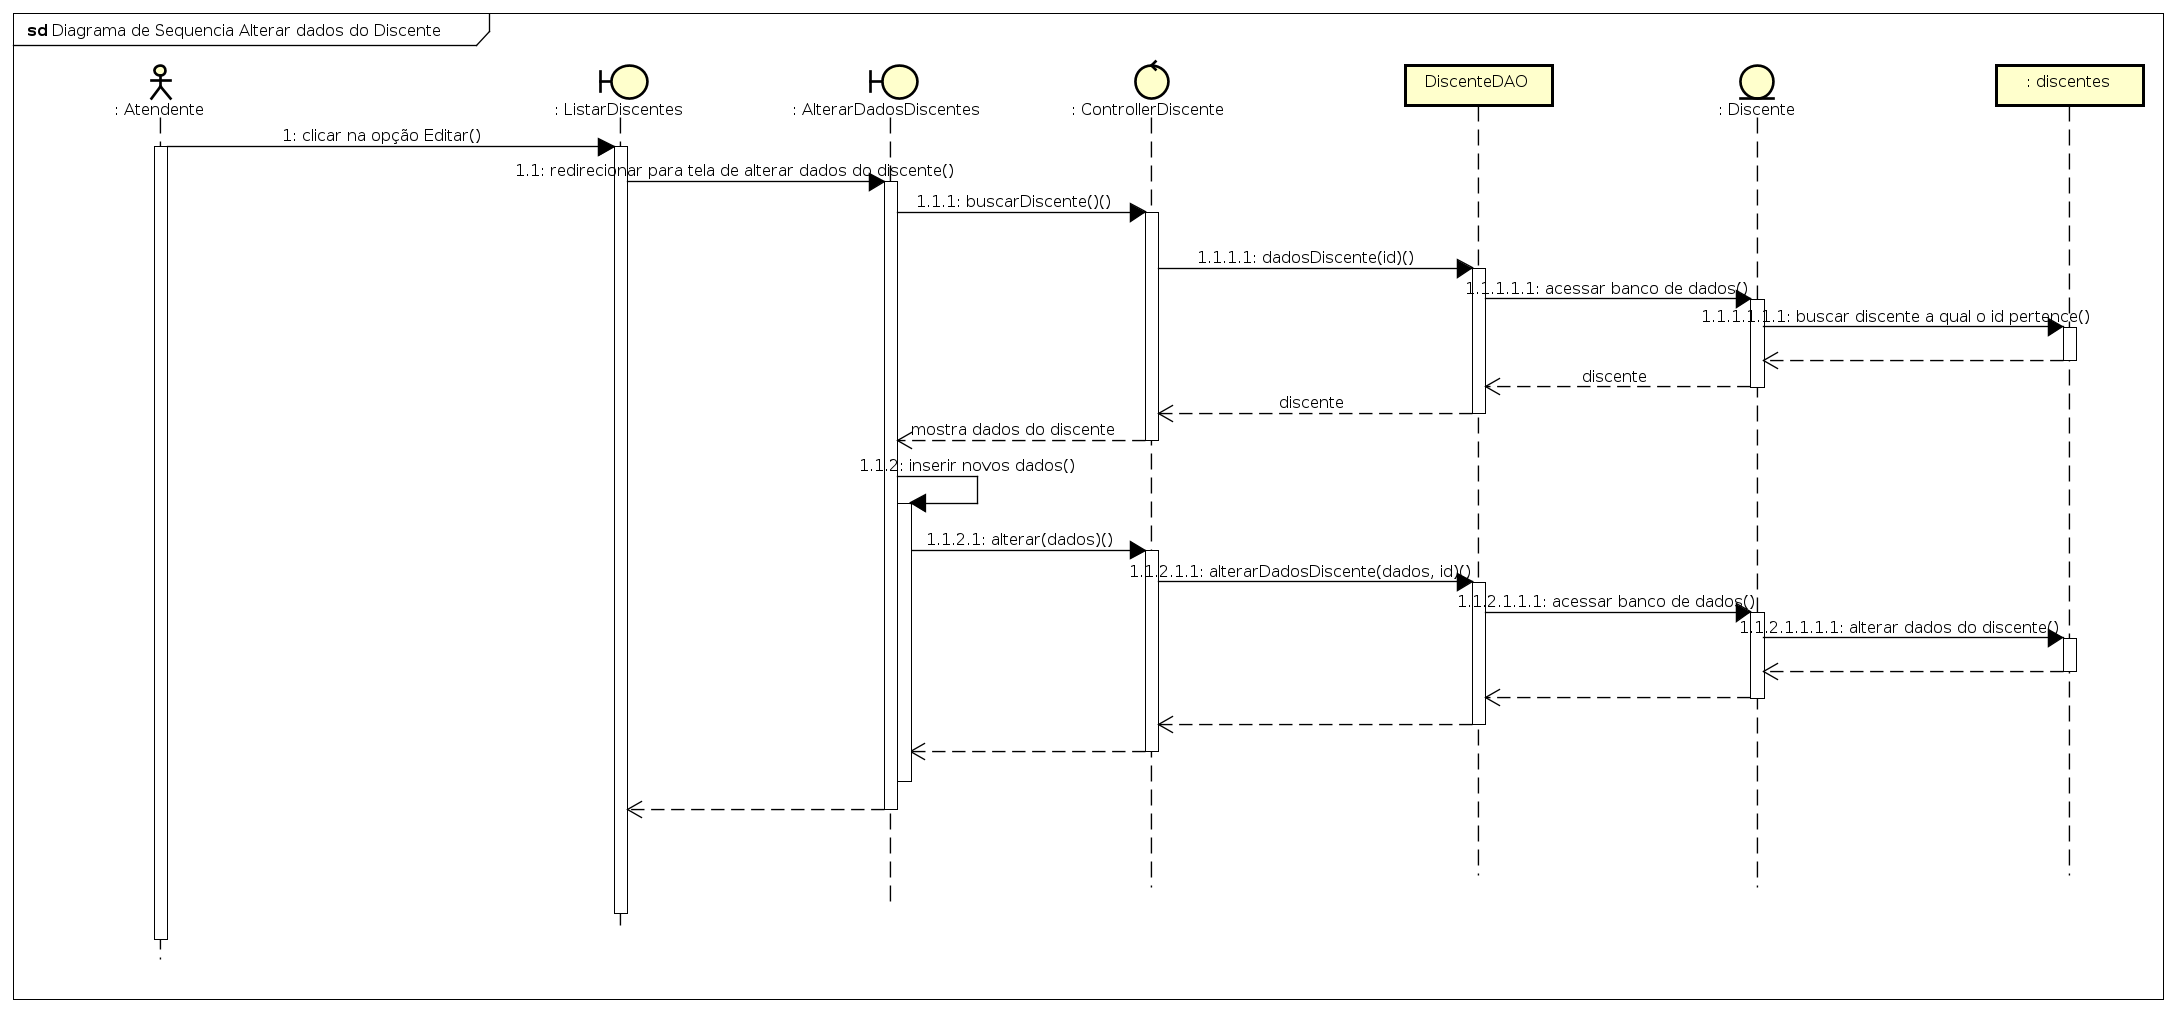 sd Diagrama de Sequencia Alterar dados do Discente
: Atendente
: ListarDiscentes
: AlterarDadosDiscentes
: ControllerDiscente
DiscenteDAO
: Discente
: discentes
1: clicar na opção Editar()
1.1: redirecionar para tela de alterar dados do discente()
1.1.1: buscarDiscente()()
1.1.1.1: dadosDiscente(id)()
1.1.1.1.1: acessar banco de dados()
1.1.1.1.1.1: buscar discente a qual o id pertence()
discente
discente
mostra dados do discente
1.1.2: inserir novos dados()
1.1.2.1: alterar(dados)()
1.1.2.1.1: alterarDadosDiscente(dados, id)()
1.1.2.1.1.1: acessar banco de dados()
1.1.2.1.1.1.1: alterar dados do discente()